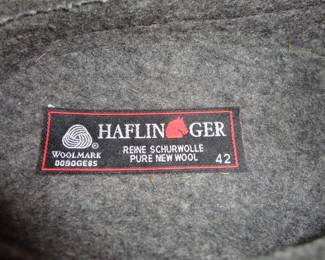 HAFLINGER
WOOLMARK
REINE SCHURWOLLE
PURE NEW WOOL
42